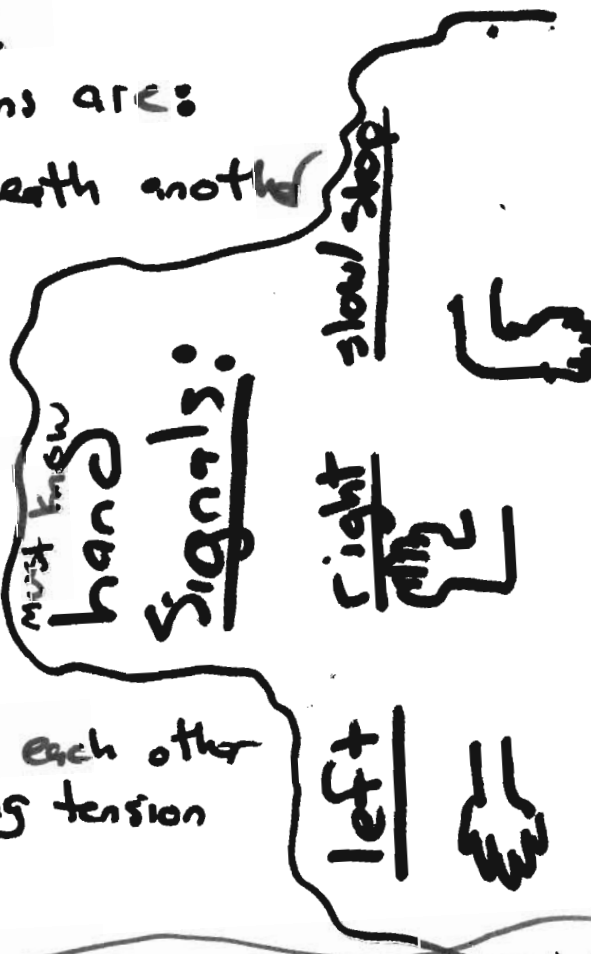 ns are:
eath another
must know
hand
signals:
slow/stop
right
left
each other
g tension